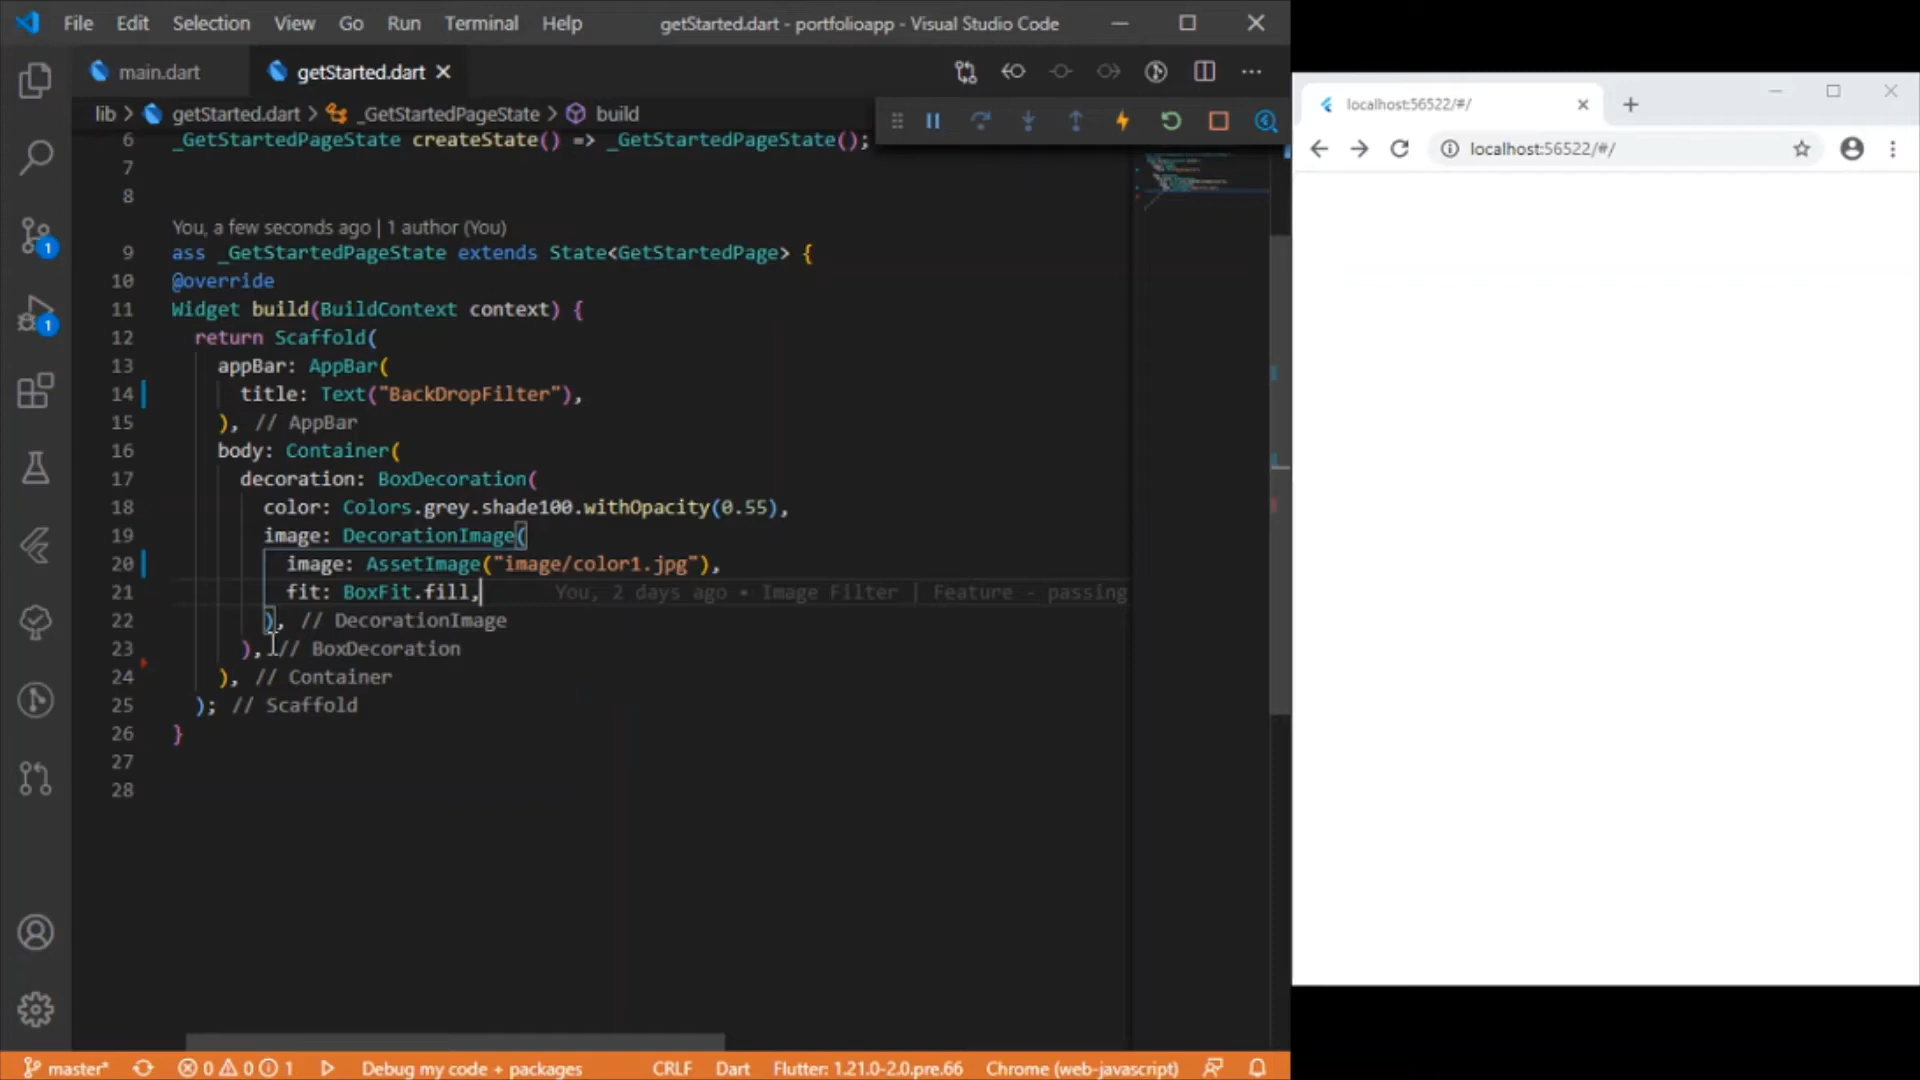 File Edit Selection View Go Run Terminal Help getStarted.dart - portfolioapp - Visual Studio Code
main.dart getStarted.dart
lib > getStarted.dart > _GetStartedPageState > build
6 _GetStartedPageState createState() => _GetStartedPageState();
7
8
You, a few seconds ago | 1 author (You)
9 ass _GetStartedPageState extends State<GetStartedPage> {
10 @override
11 Widget build(BuildContext context) {
12 return Scaffold(
13 appBar: AppBar(
14 title: Text("BackDropFilter"),
15 ), // AppBar
16 body: Container(
17 decoration: BoxDecoration(
18 color: Colors.grey.shade100.withOpacity(0.55),
19 image: DecorationImage(
20 image: AssetImage("image/color1.jpg"),
21 fit: BoxFit.fill, You, 2 days ago • Image Filter | Feature - passing
22 ), // DecorationImage
23 ), // BoxDecoration
24 ), // Container
25 ); // Scaffold
26 }
27
28
1
1
master* 0 0 1 Debug my code + packages CRLF Dart Flutter: 1.21.0-2.0.pre.66 Chrome (web-javascript)
localhost:56522/#/
localhost:56522/#/